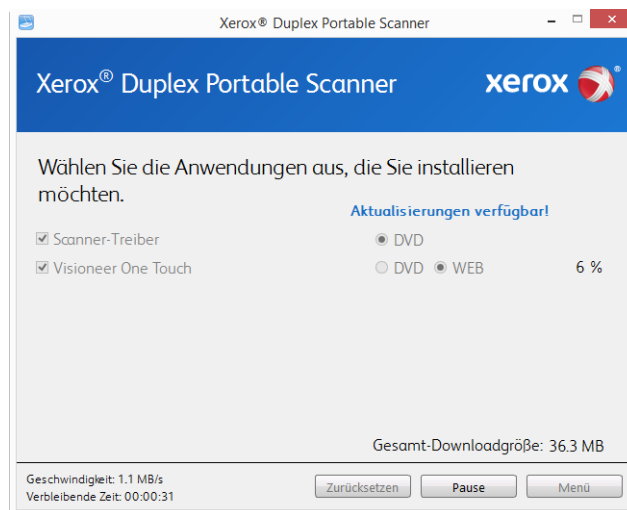 Xerox® Duplex Portable Scanner
Xerox® Duplex Portable Scanner
xerox®
Wählen Sie die Anwendungen aus, die Sie installieren
möchten.
Aktualisierungen verfügbar!
Scanner-Treiber DVD
Visioneer One Touch DVD WEB 6 %
Gesamt-Downloadgröße: 36.3 MB
Geschwindigkeit: 1.1 MB/s
Verbleibende Zeit: 00:00:31
Zurücksetzen Pause Menü